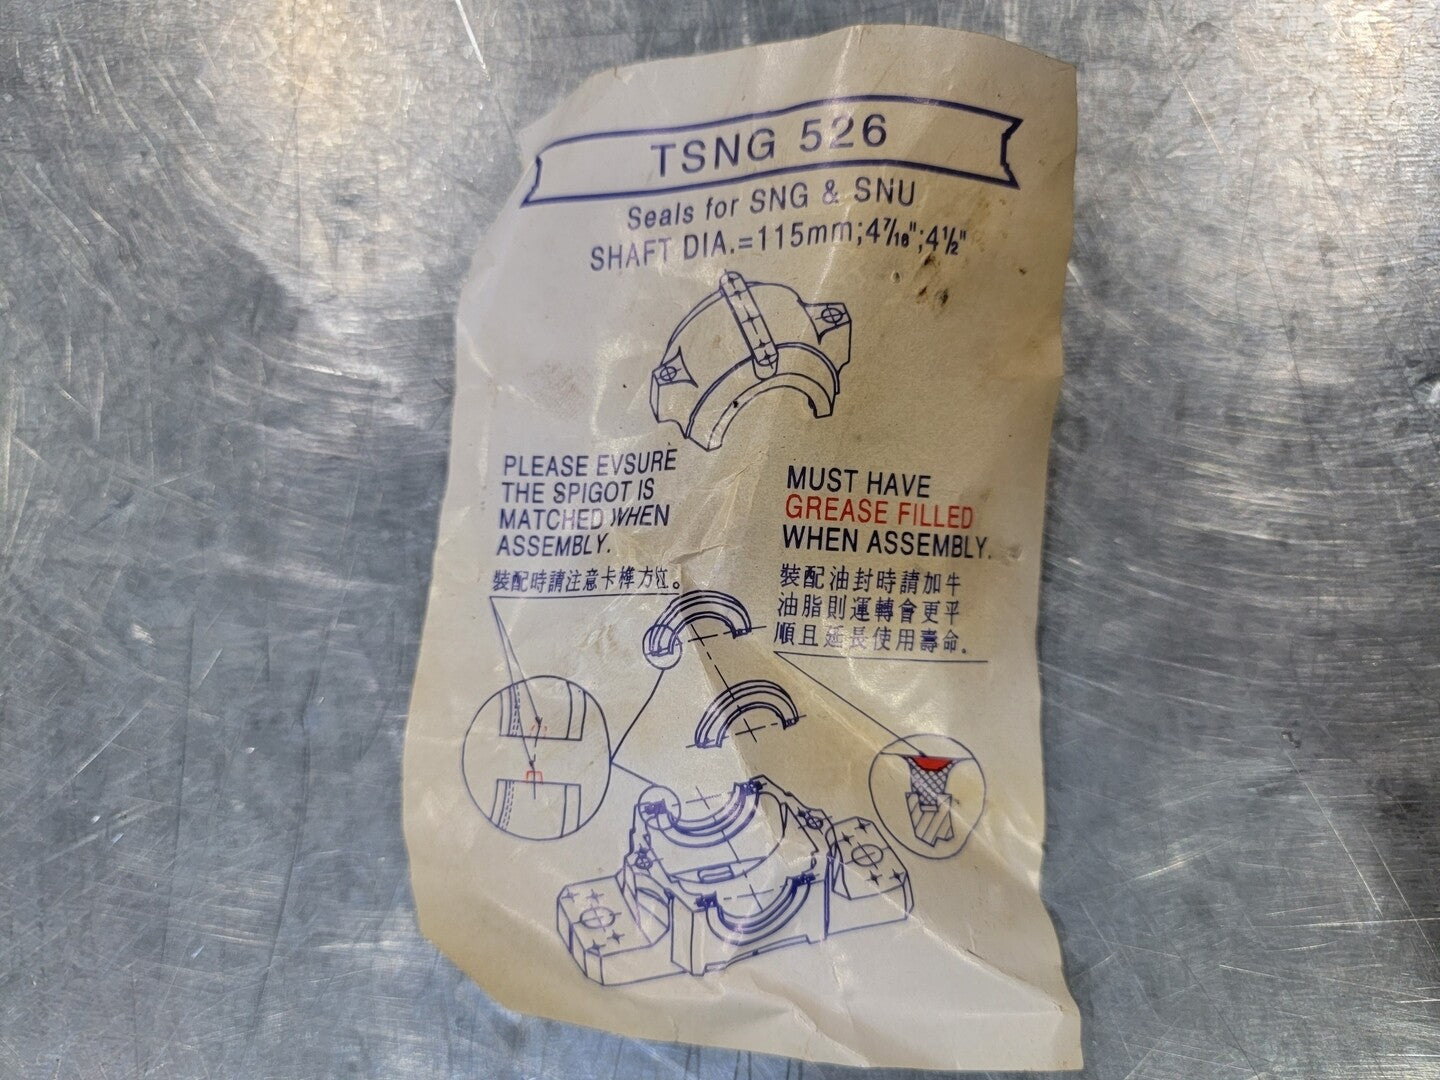 TSNG 526
Seals for SNG & SNU
SHAFT DIA.=115mm;4⁷⁄₁₆";4½"
PLEASE EVSURE
THE SPIGOT IS
MATCHED WHEN
ASSEMBLY.
裝配時請注意卡榫方位。
MUST HAVE
GREASE FILLED
WHEN ASSEMBLY.
裝配油封時請加牛
油脂則運轉會更平
順且延長使用壽命.